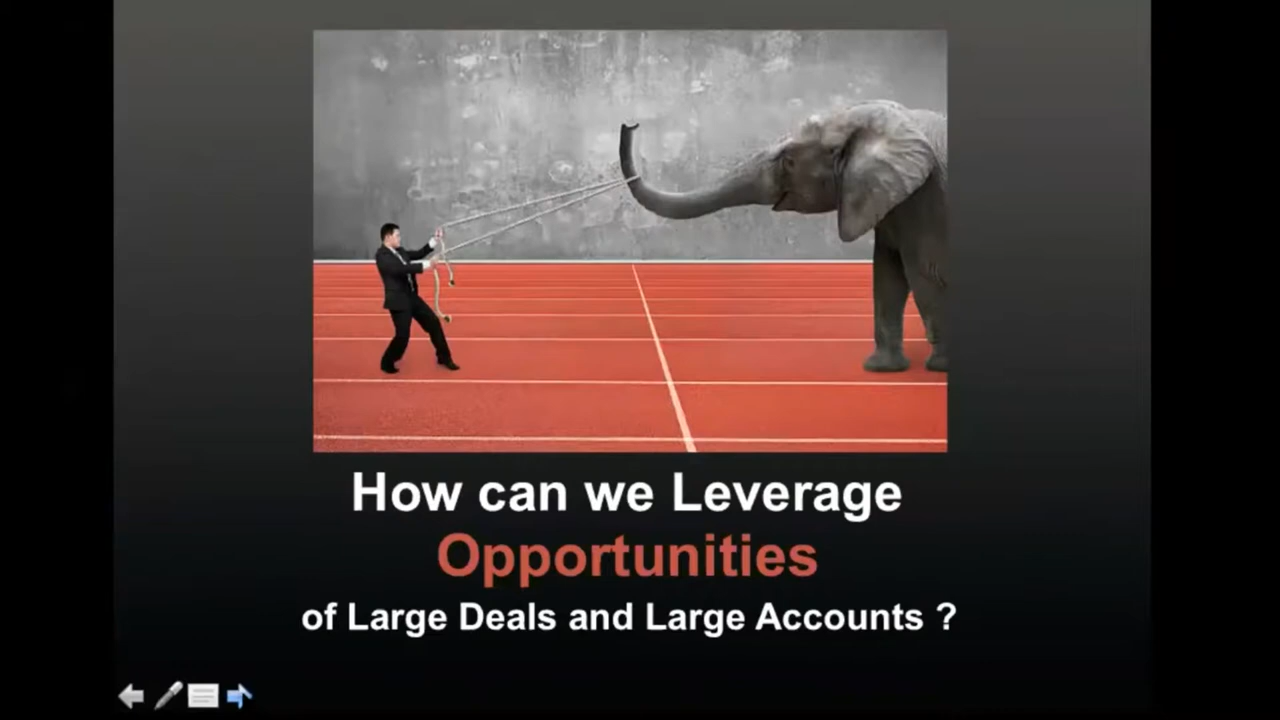 How can we Leverage
Opportunities
of Large Deals and Large Accounts ?